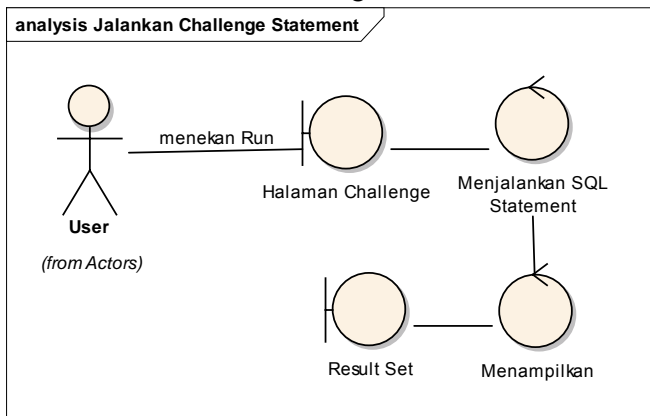 analysis Jalankan Challenge Statement
menekan Run
User
(from Actors)
Halaman Challenge
Menjalankan SQL
Statement
Result Set
Menampilkan